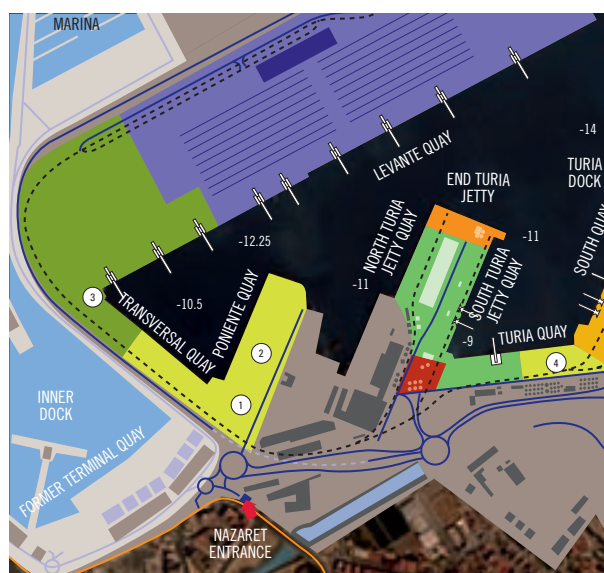 MARINA
-14
LEVANTE QUAY
TURIA
DOCK
END TURIA
JETTY
-12.25
-11
NORTH TURIA
JETTY QUAY
-11
SOUTH QUAY
SOUTH TURIA
JETTY QUAY
PONIENTE QUAY
3
TRANSVERSAL QUAY
-10.5
-9
TURIA QUAY
2
4
INNER
DOCK
1
FORMER TERMINAL QUAY
NAZARET
ENTRANCE